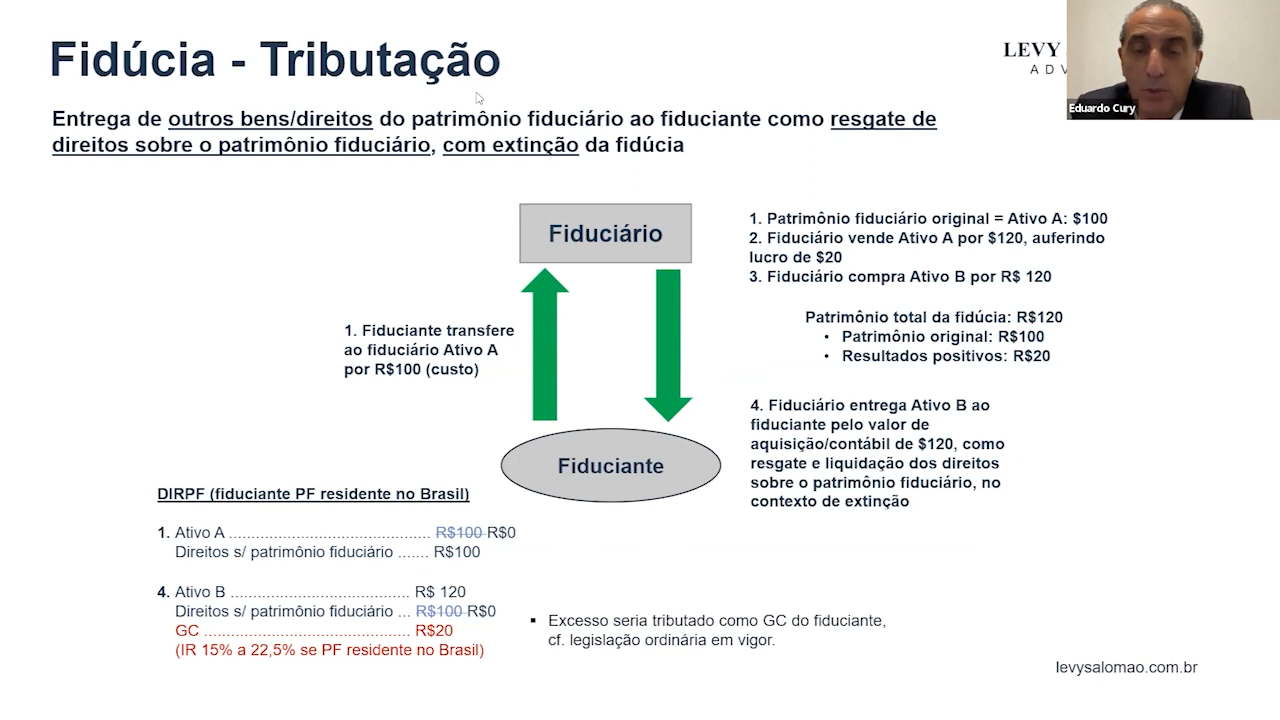 Fidúcia - Tributação
LEVY
ADV
Eduardo Cury
Entrega de outros bens/direitos do patrimônio fiduciário ao fiduciante como resgate de
direitos sobre o patrimônio fiduciário, com extinção da fidúcia
Fiduciário
1. Patrimônio fiduciário original = Ativo A: $100
2. Fiduciário vende Ativo A por $120, auferindo
lucro de $20
3. Fiduciário compra Ativo B por R$ 120
Patrimônio total da fidúcia: R$120
• Patrimônio original: R$100
• Resultados positivos: R$20
1. Fiduciante transfere
ao fiduciário Ativo A
por R$100 (custo)
4. Fiduciário entrega Ativo B ao
fiduciante pelo valor de
aquisição/contábil de $120, como
resgate e liquidação dos direitos
sobre o patrimônio fiduciário, no
contexto de extinção
Fiduciante
DIRPF (fiduciante PF residente no Brasil)
1. Ativo A .......................................... R$100 R$0
Direitos s/ patrimônio fiduciário ....... R$100
4. Ativo B ..................................... R$ 120
Direitos s/ patrimônio fiduciário ... R$100 R$0
GC .......................................... R$20
(IR 15% a 22,5% se PF residente no Brasil)
▪ Excesso seria tributado como GC do fiduciante,
cf. legislação ordinária em vigor.
levysalomao.com.br